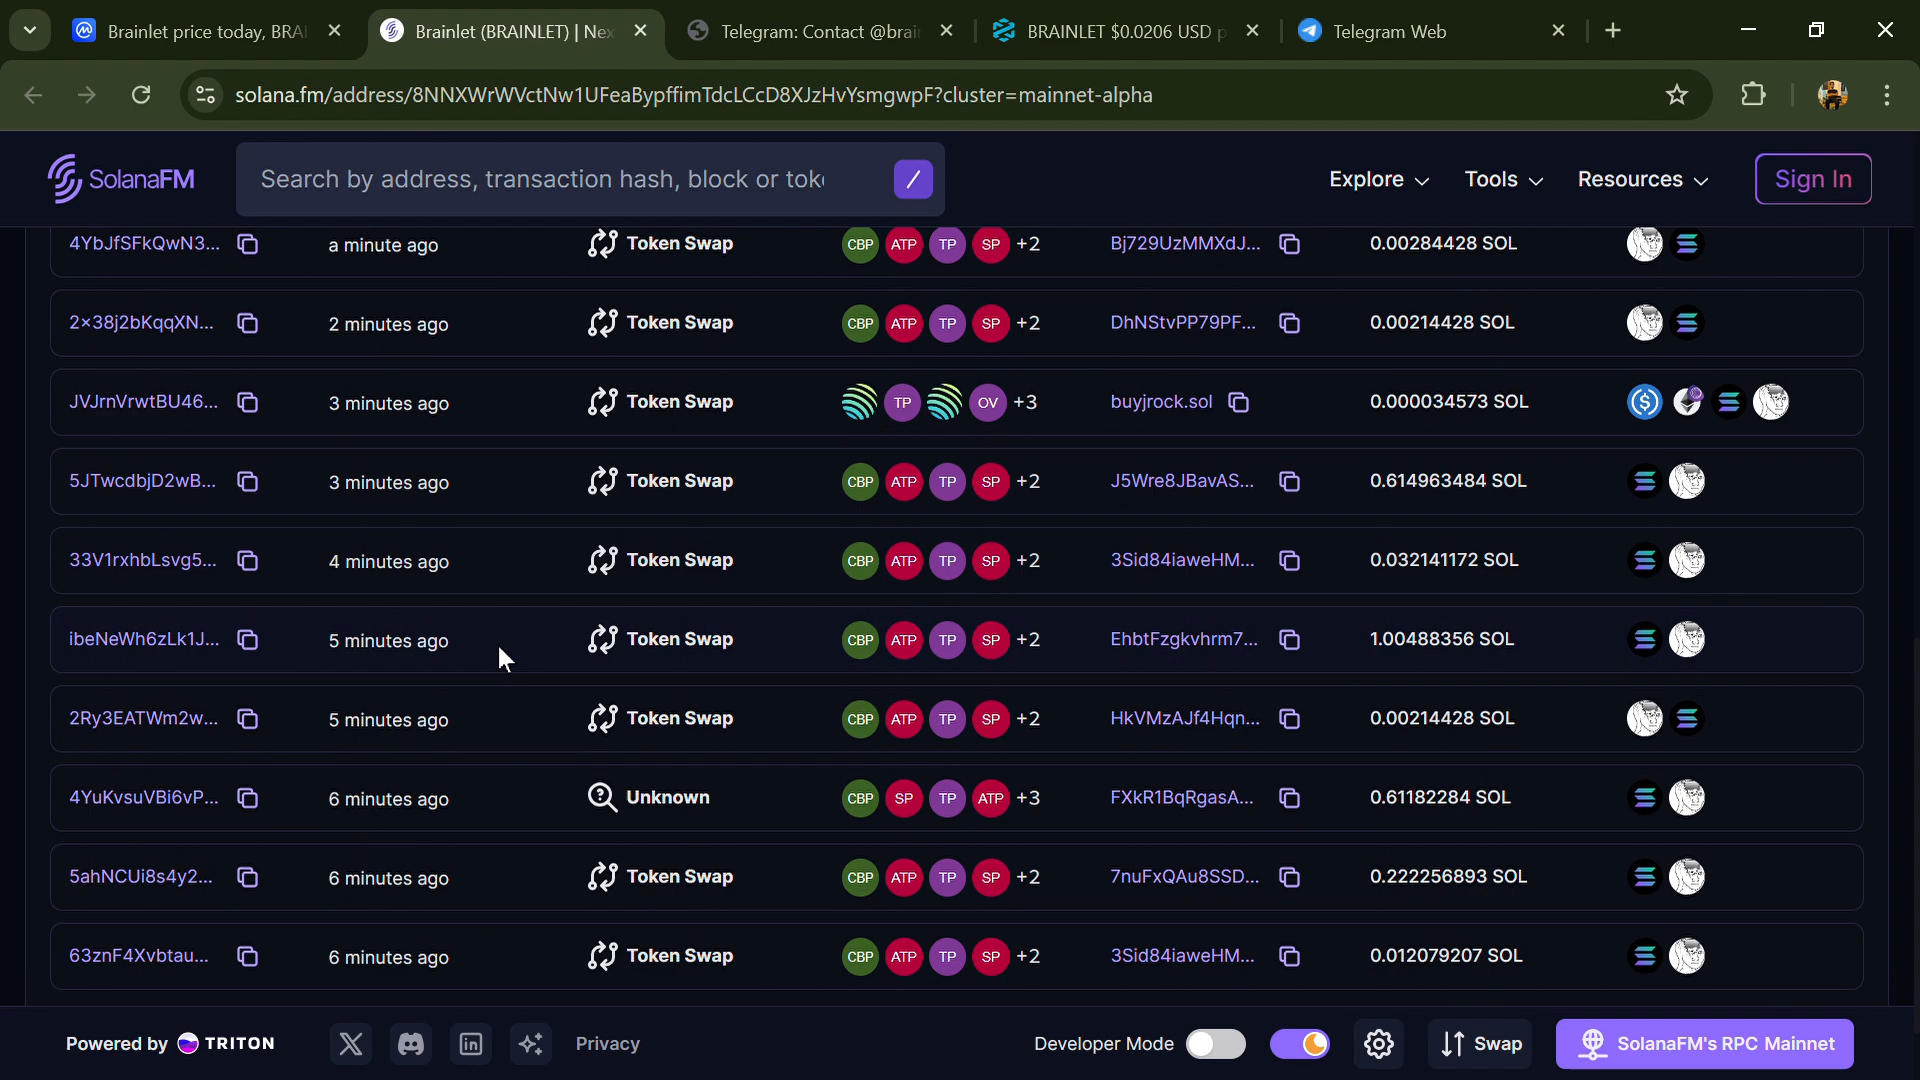 Brainlet price today, BRA
Brainlet (BRAINLET) | Nex
Telegram: Contact @brai
BRAINLET $0.0206 USD p
Telegram Web
solana.fm/address/8NNXWrWVctNw1UFeaBypffimTdcLCcD8XJzHvYsmgwpF?cluster=mainnet-alpha
SolanaFM
Search by address, transaction hash, block or toke
/
Explore
Tools
Resources
Sign In
4YbJfSFkQwN3... a minute ago Token Swap CBP ATP TP SP +2 Bj729UzMMXdJ... 0.00284428 SOL
2×38j2bKqqXN... 2 minutes ago Token Swap CBP ATP TP SP +2 DhNStvPP79PF... 0.00214428 SOL
JVJrnVrwtBU46... 3 minutes ago Token Swap TP OV +3 buyjrock.sol 0.000034573 SOL
5JTwcdbjD2wB... 3 minutes ago Token Swap CBP ATP TP SP +2 J5Wre8JBavAS... 0.614963484 SOL
33V1rxhbLsvg5... 4 minutes ago Token Swap CBP ATP TP SP +2 3Sid84iaweHM... 0.032141172 SOL
ibeNeWh6zLk1J... 5 minutes ago Token Swap CBP ATP TP SP +2 EhbtFzgkvhrm7... 1.00488356 SOL
2Ry3EATWm2w... 5 minutes ago Token Swap CBP ATP TP SP +2 HkVMzAJf4Hqn... 0.00214428 SOL
4YuKvsuVBi6vP... 6 minutes ago Unknown CBP SP TP ATP +3 FXkR1BqRgasA... 0.61182284 SOL
5ahNCUi8s4y2... 6 minutes ago Token Swap CBP ATP TP SP +2 7nuFxQAu8SSD... 0.222256893 SOL
63znF4Xvbtau... 6 minutes ago Token Swap CBP ATP TP SP +2 3Sid84iaweHM... 0.012079207 SOL
Powered by TRITON
Privacy
Developer Mode
Swap
SolanaFM's RPC Mainnet